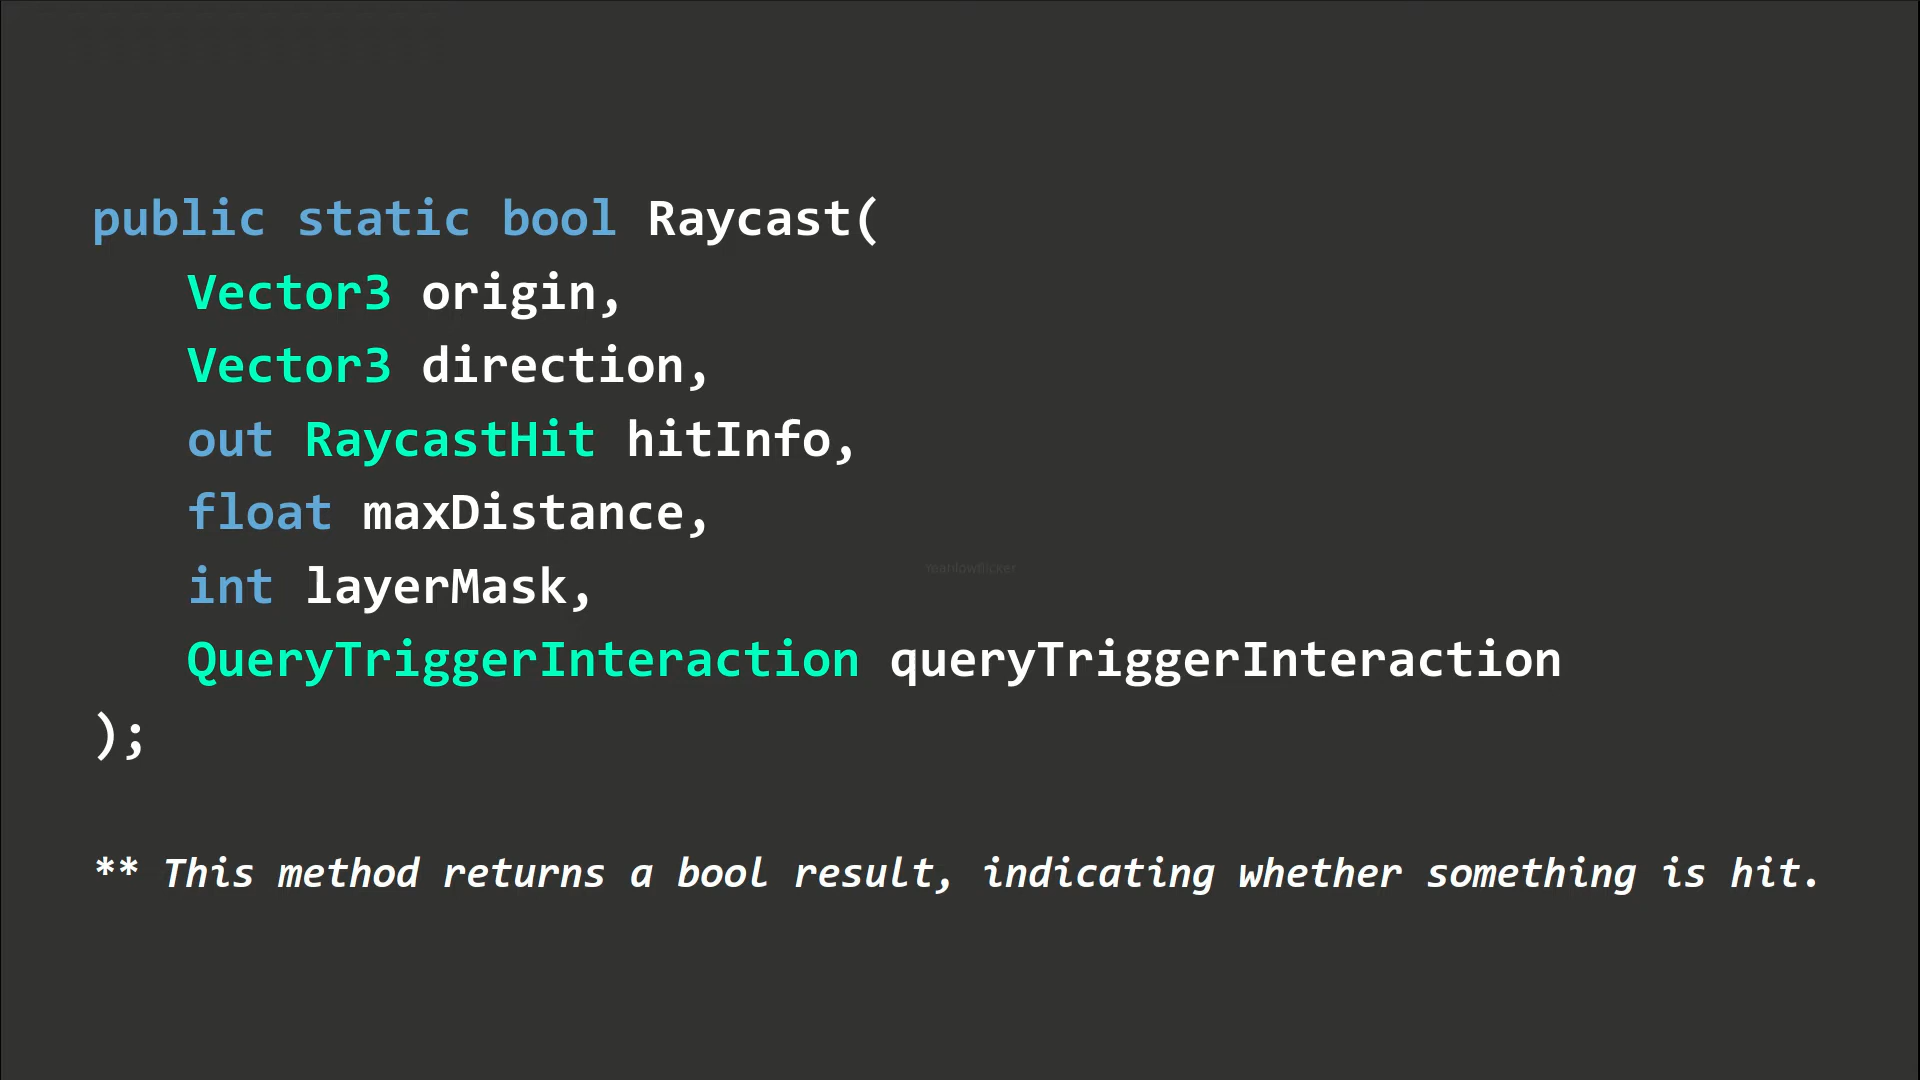 public static bool Raycast(
Vector3 origin,
Vector3 direction,
out RaycastHit hitInfo,
float maxDistance,
int layerMask,
QueryTriggerInteraction queryTriggerInteraction
);
** This method returns a bool result, indicating whether something is hit.